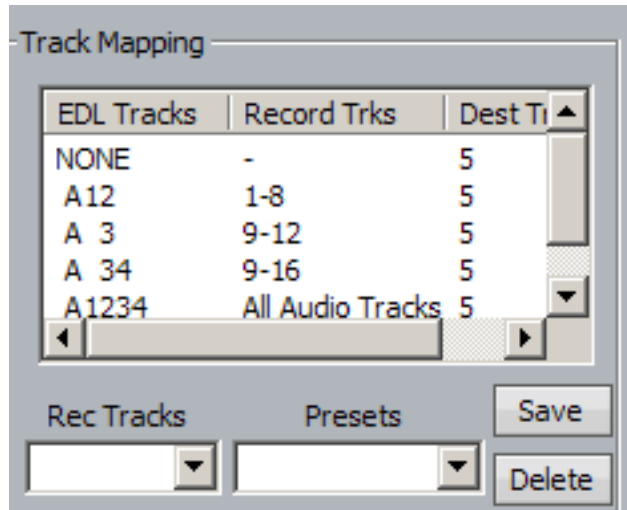 Track Mapping
EDL Tracks Record Trks Dest
NONE - 5
A12 1-8 5
A 3 9-12 5
A 34 9-16 5
A1234 All Audio Tracks 5
Rec Tracks Presets Save
Delete